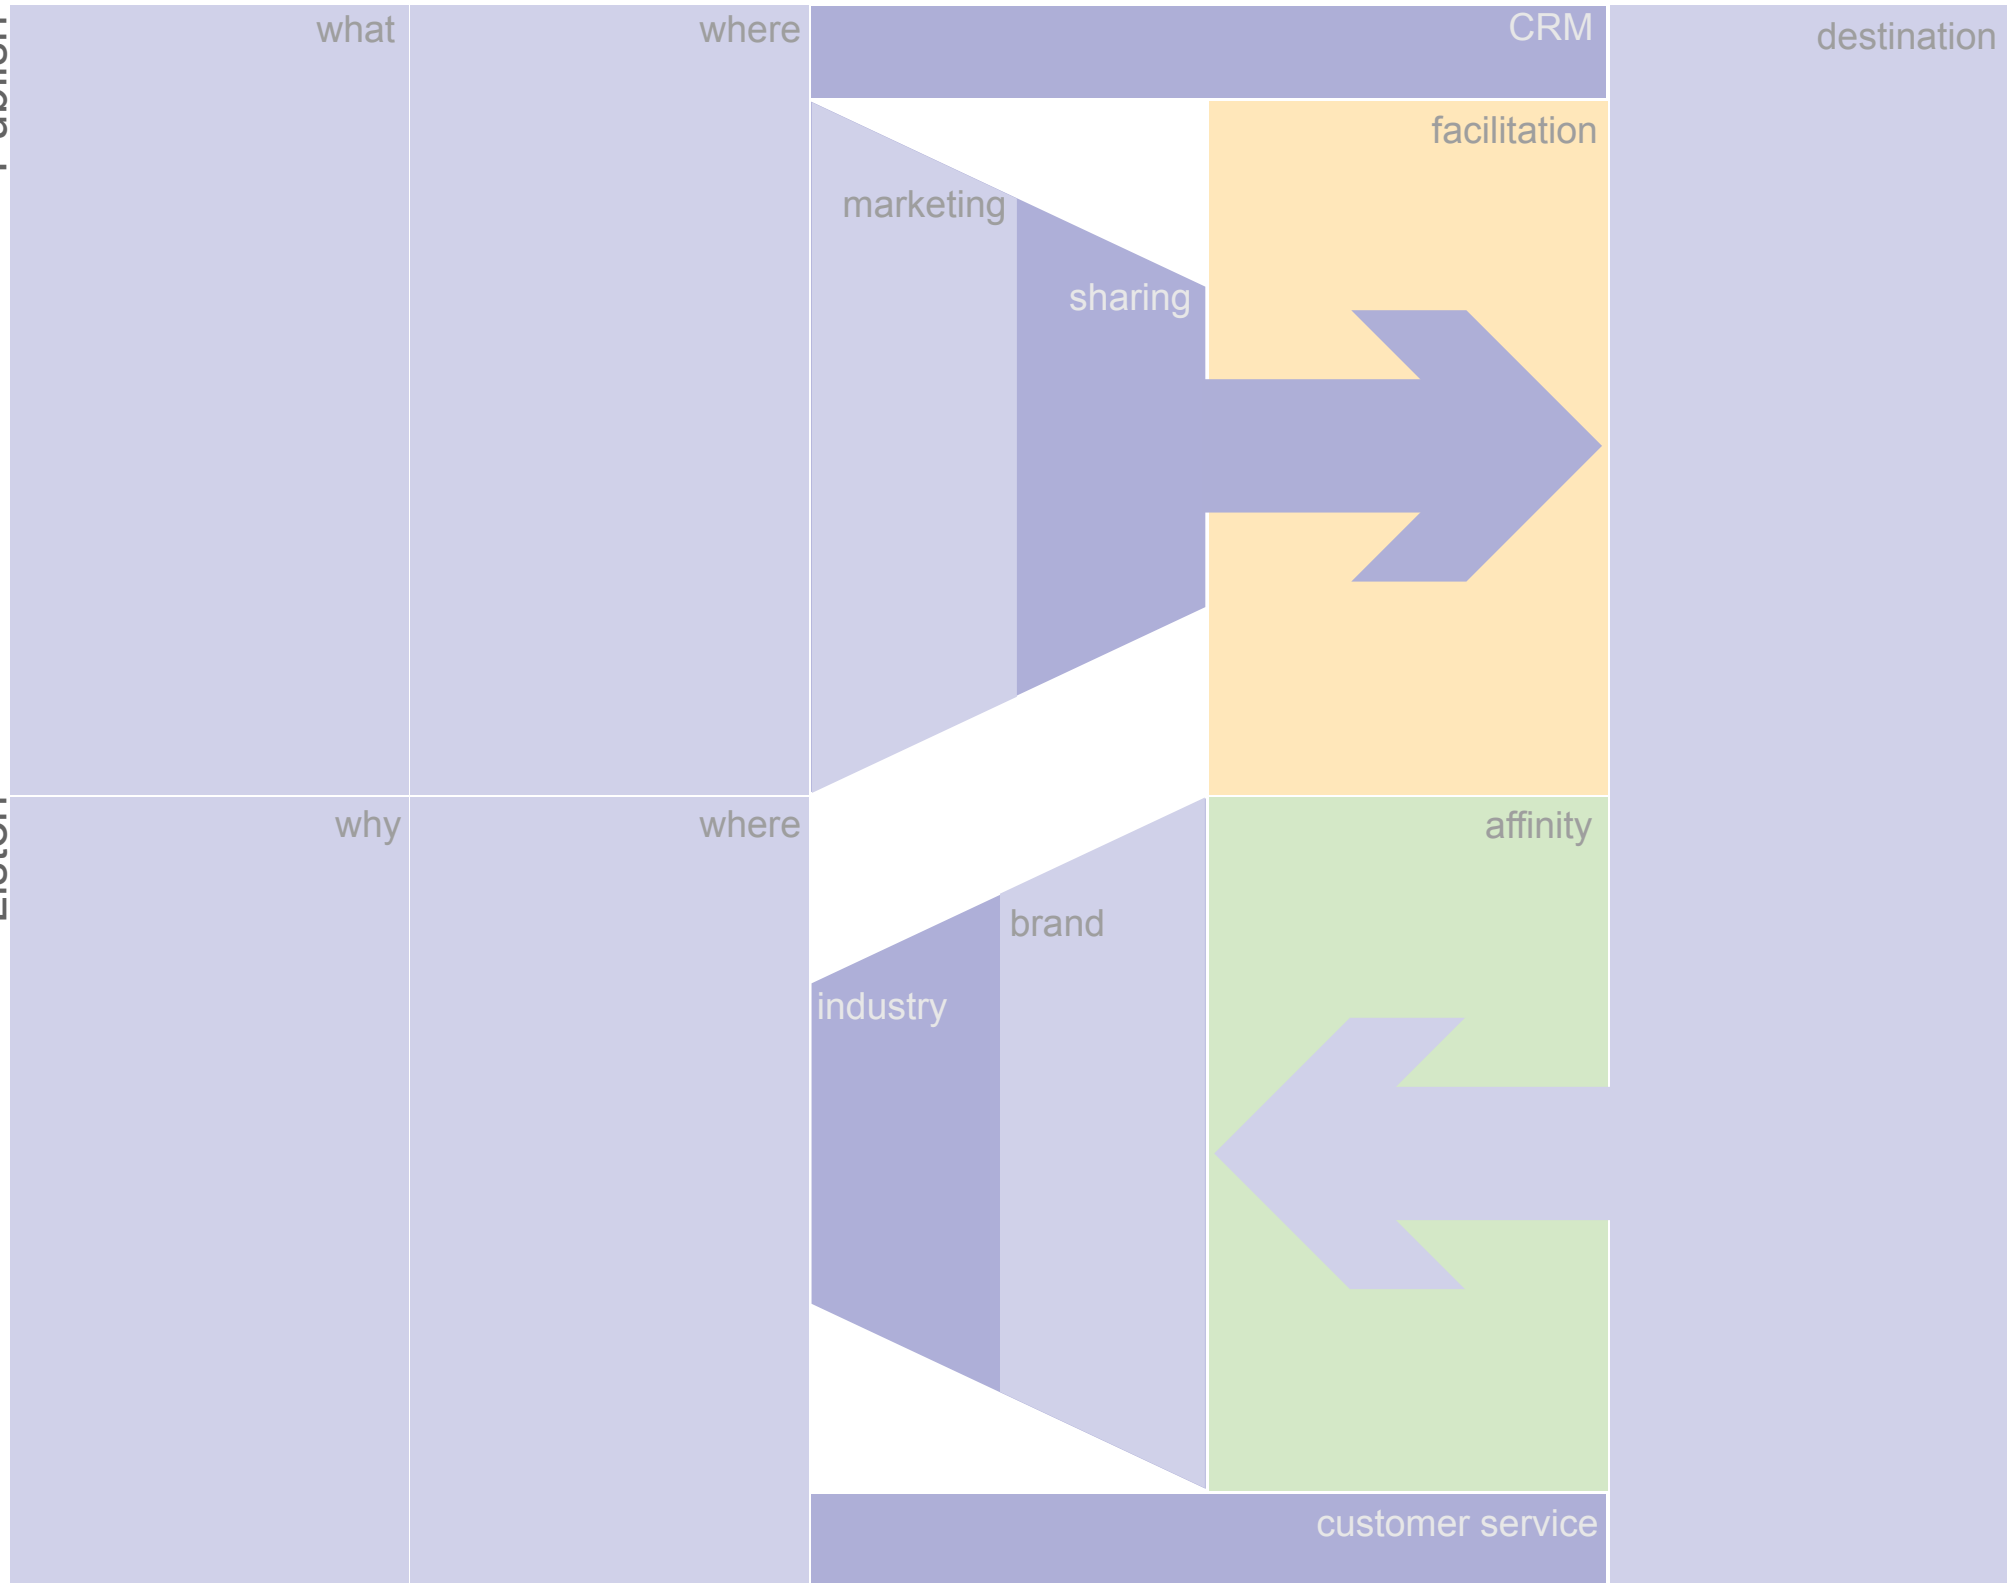 what
where
CRM
destination
facilitation
marketing
sharing
why
where
affinity
brand
industry
customer service